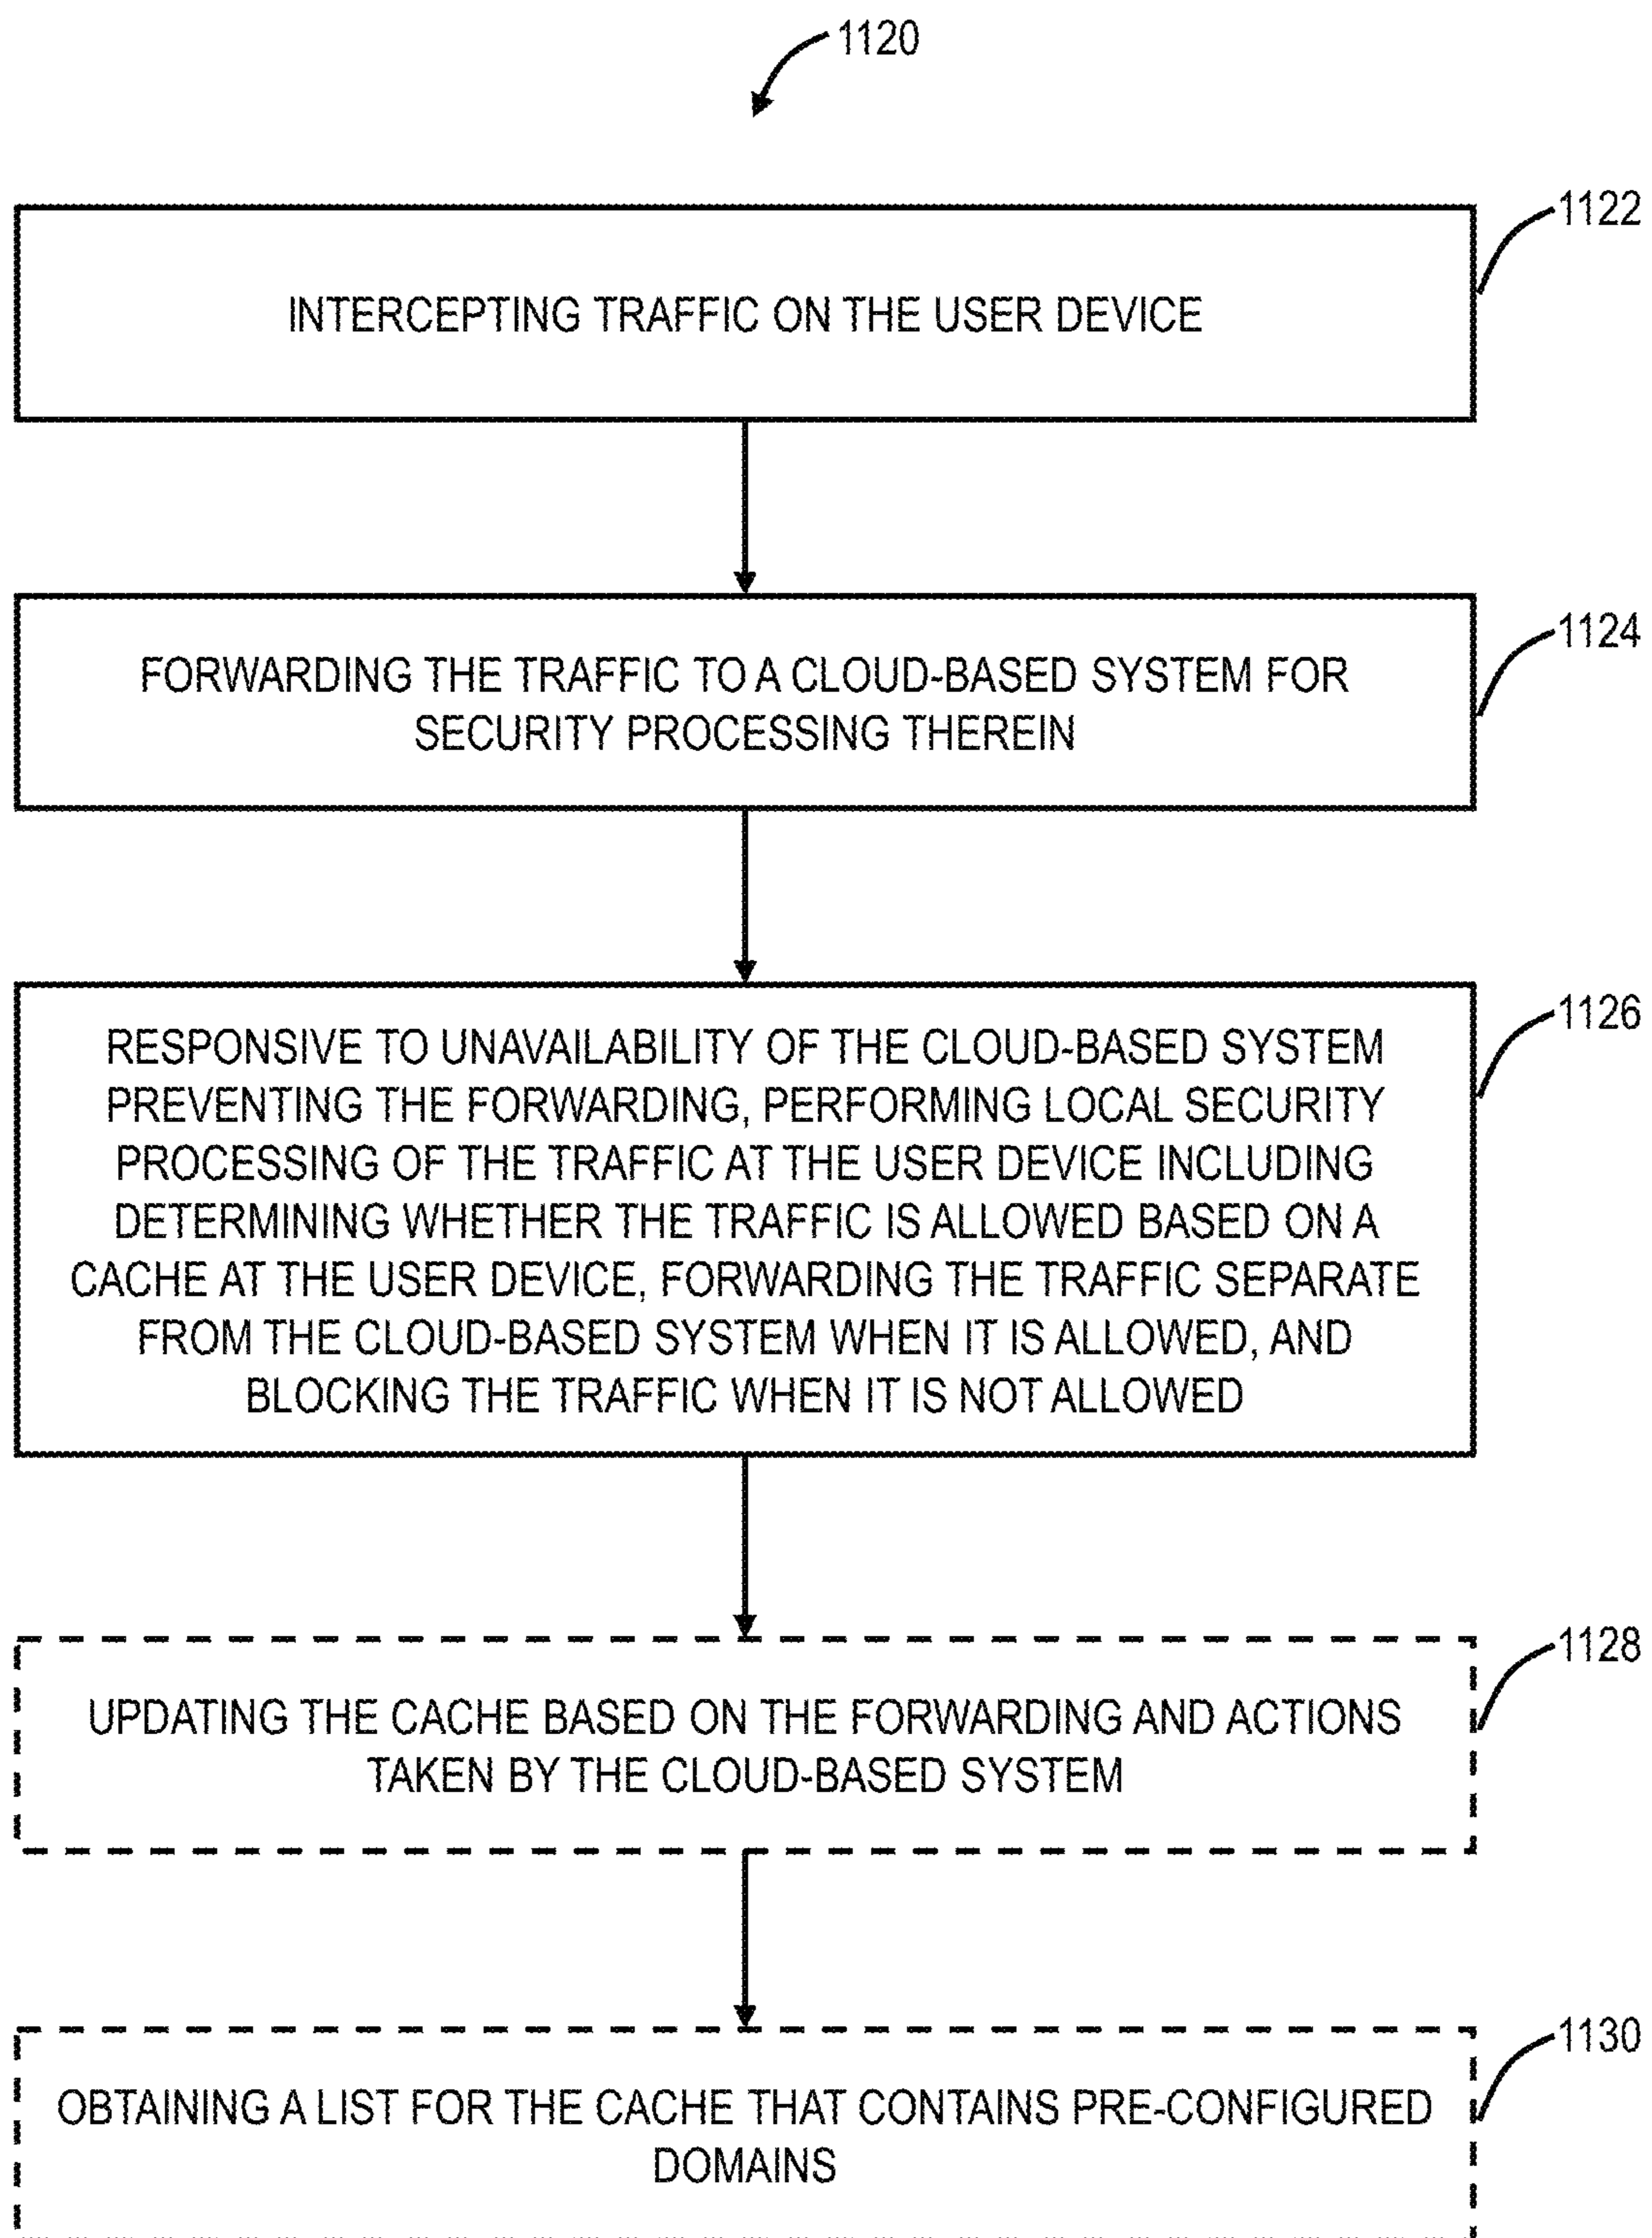 1120
1122
INTERCEPTING TRAFFIC ON THE USER DEVICE
1124
FORWARDING THE TRAFFIC TO A CLOUD-BASED SYSTEM FOR
SECURITY PROCESSING THEREIN
1126
RESPONSIVE TO UNAVAILABILITY OF THE CLOUD-BASED SYSTEM
PREVENTING THE FORWARDING, PERFORMING LOCAL SECURITY
PROCESSING OF THE TRAFFIC AT THE USER DEVICE INCLUDING
DETERMINING WHETHER THE TRAFFIC IS ALLOWED BASED ON A
CACHE AT THE USER DEVICE, FORWARDING THE TRAFFIC SEPARATE
FROM THE CLOUD-BASED SYSTEM WHEN IT IS ALLOWED, AND
BLOCKING THE TRAFFIC WHEN IT IS NOT ALLOWED
1128
UPDATING THE CACHE BASED ON THE FORWARDING AND ACTIONS
TAKEN BY THE CLOUD-BASED SYSTEM
1130
OBTAINING A LIST FOR THE CACHE THAT CONTAINS PRE-CONFIGURED
DOMAINS